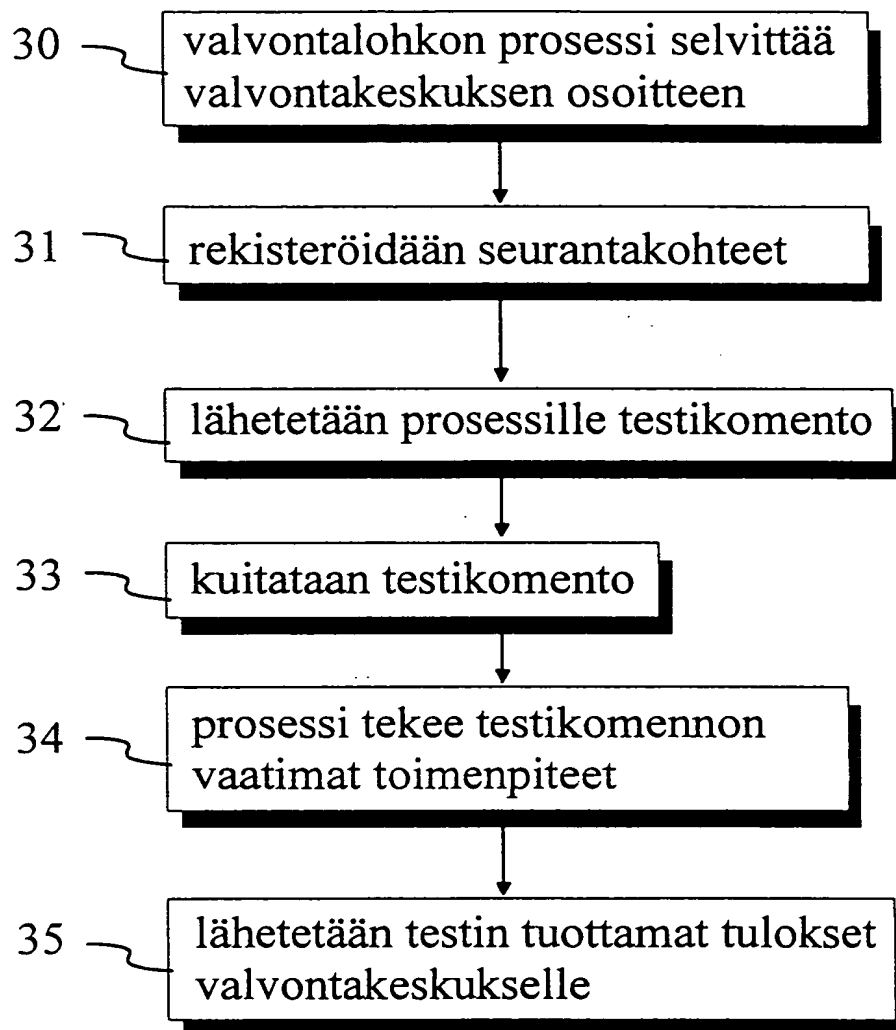 30 valvontalohkon prosessi selvittää
valvontakeskuksen osoitteen
31 rekisteröidään seurantakohteet
32 lähetetään prosessille testikomento
33 kuitataan testikomento
34 prosessi tekee testikomennon
vaatimat toimenpiteet
35 lähetetään testin tuottamat tulokset
valvontakeskukselle